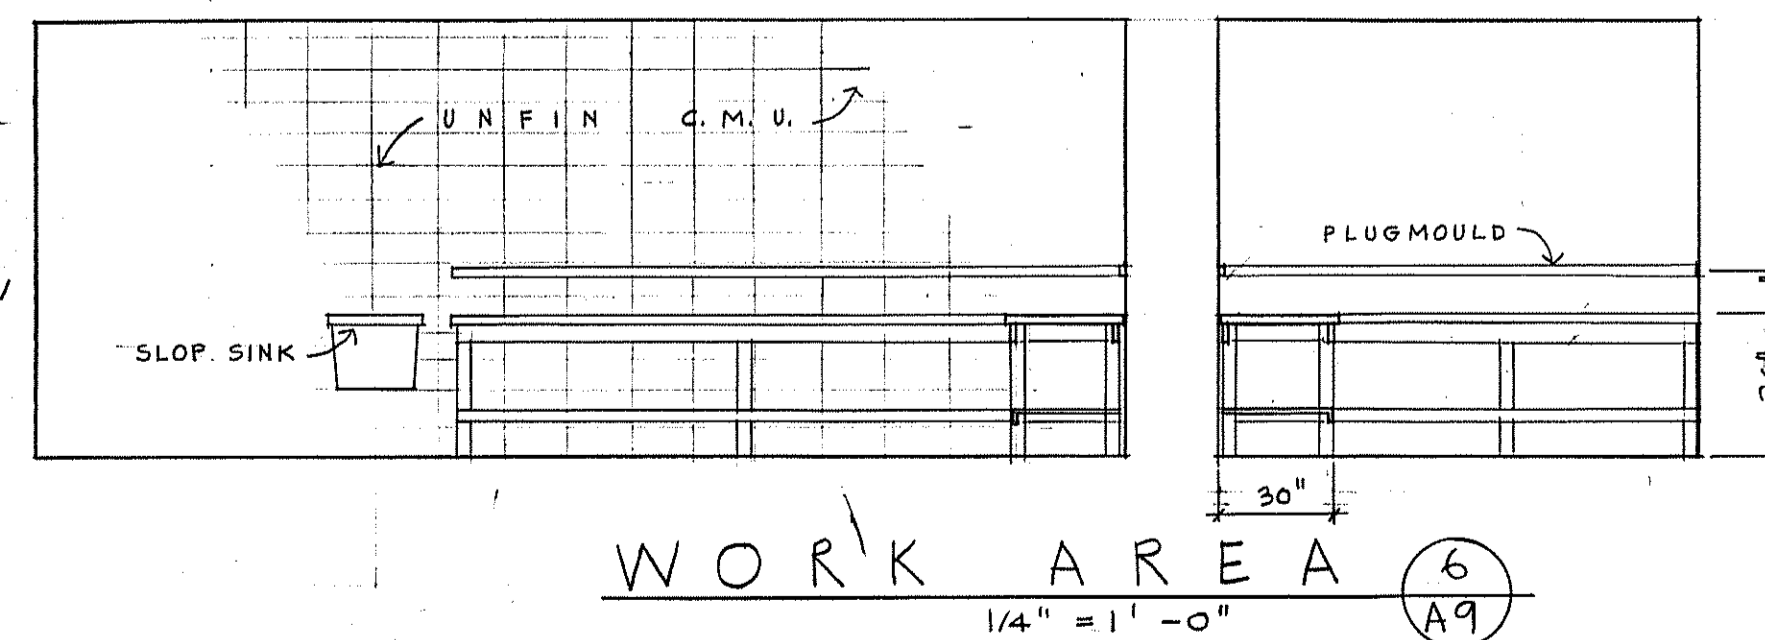 UNFIN C.M.U.
PLUGMOULD
SLOP SINK
30"
WORK AREA
6
A9
1/4" = 1'-0"